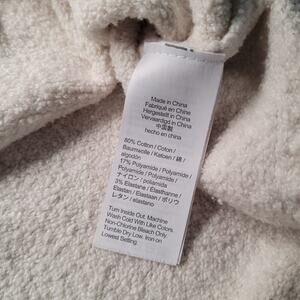 Made in China
Fabriqué en Chine
Hergestellt in China
Vervaardigd in China
中国製
hecho en china
80% Cotton / Coton /
Baumwolle / Katoen / 綿 /
algodón
17% Polyamide / Polyamide /
Polyamide / Polyamide /
ナイロン / poliamida
3% Elastane / Elasthanne /
Elastan / Elastaan / ポリウ
レタン / elastano
Turn Inside Out. Machine
Wash Cold With Like Colors.
Non-Chlorine Bleach Only
Tumble Dry Low. Iron on
Lowest Setting.